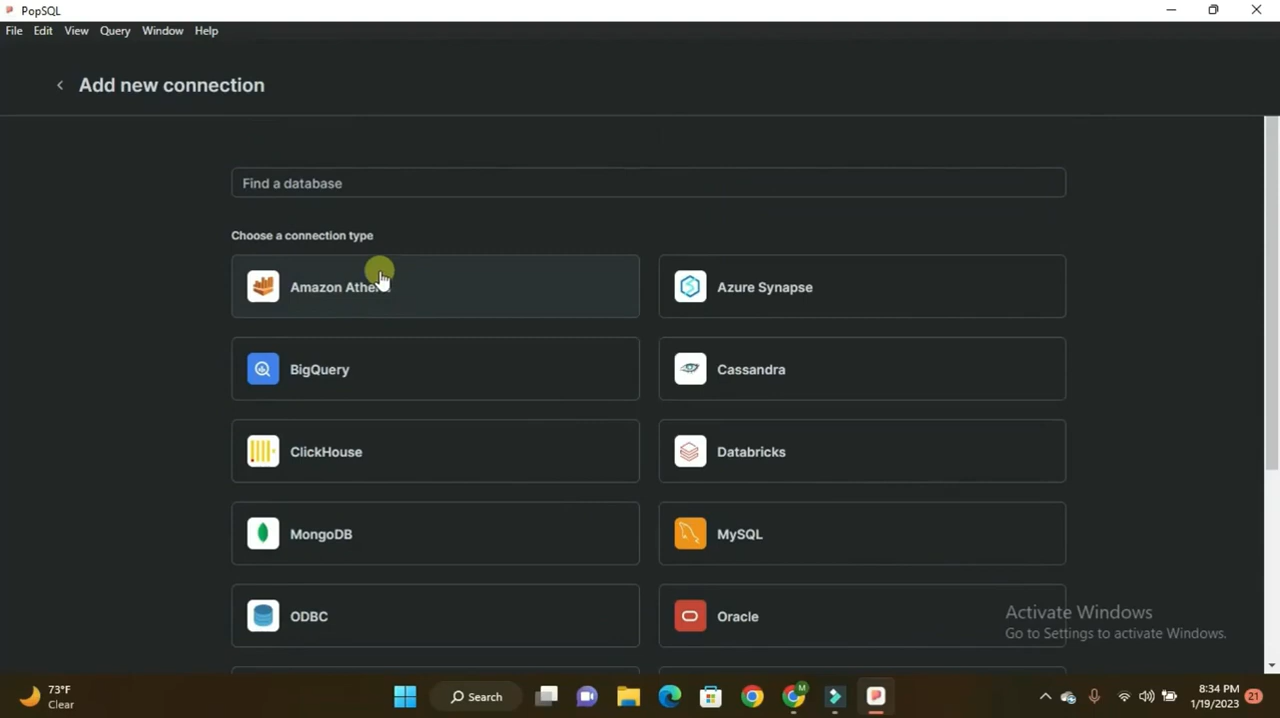 PopSQL
File Edit View Query Window Help
Add new connection
Find a database
Choose a connection type
Amazon
Azure Synapse
BigQuery
Cassandra
ClickHouse
Databricks
MongoDB
MySQL
ODBC
Oracle
Activate Windows
Go to Settings to activate Windows.
73°F
Clear
Search
M
8:34 PM
1/19/2023
21